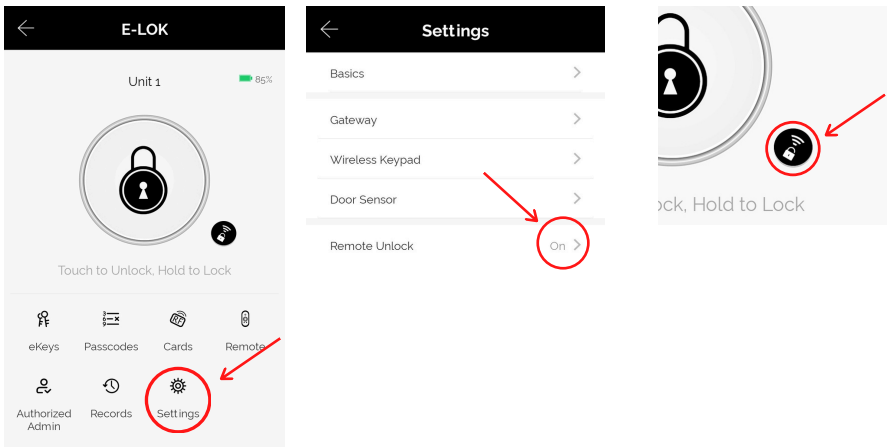 E-LOK
Unit 1
85%
Touch to Unlock, Hold to Lock
eKeys Passcodes Cards Remote
Authorized Admin Records Settings
Settings
Basics
Gateway
Wireless Keypad
Door Sensor
Remote Unlock On
ock, Hold to Lock